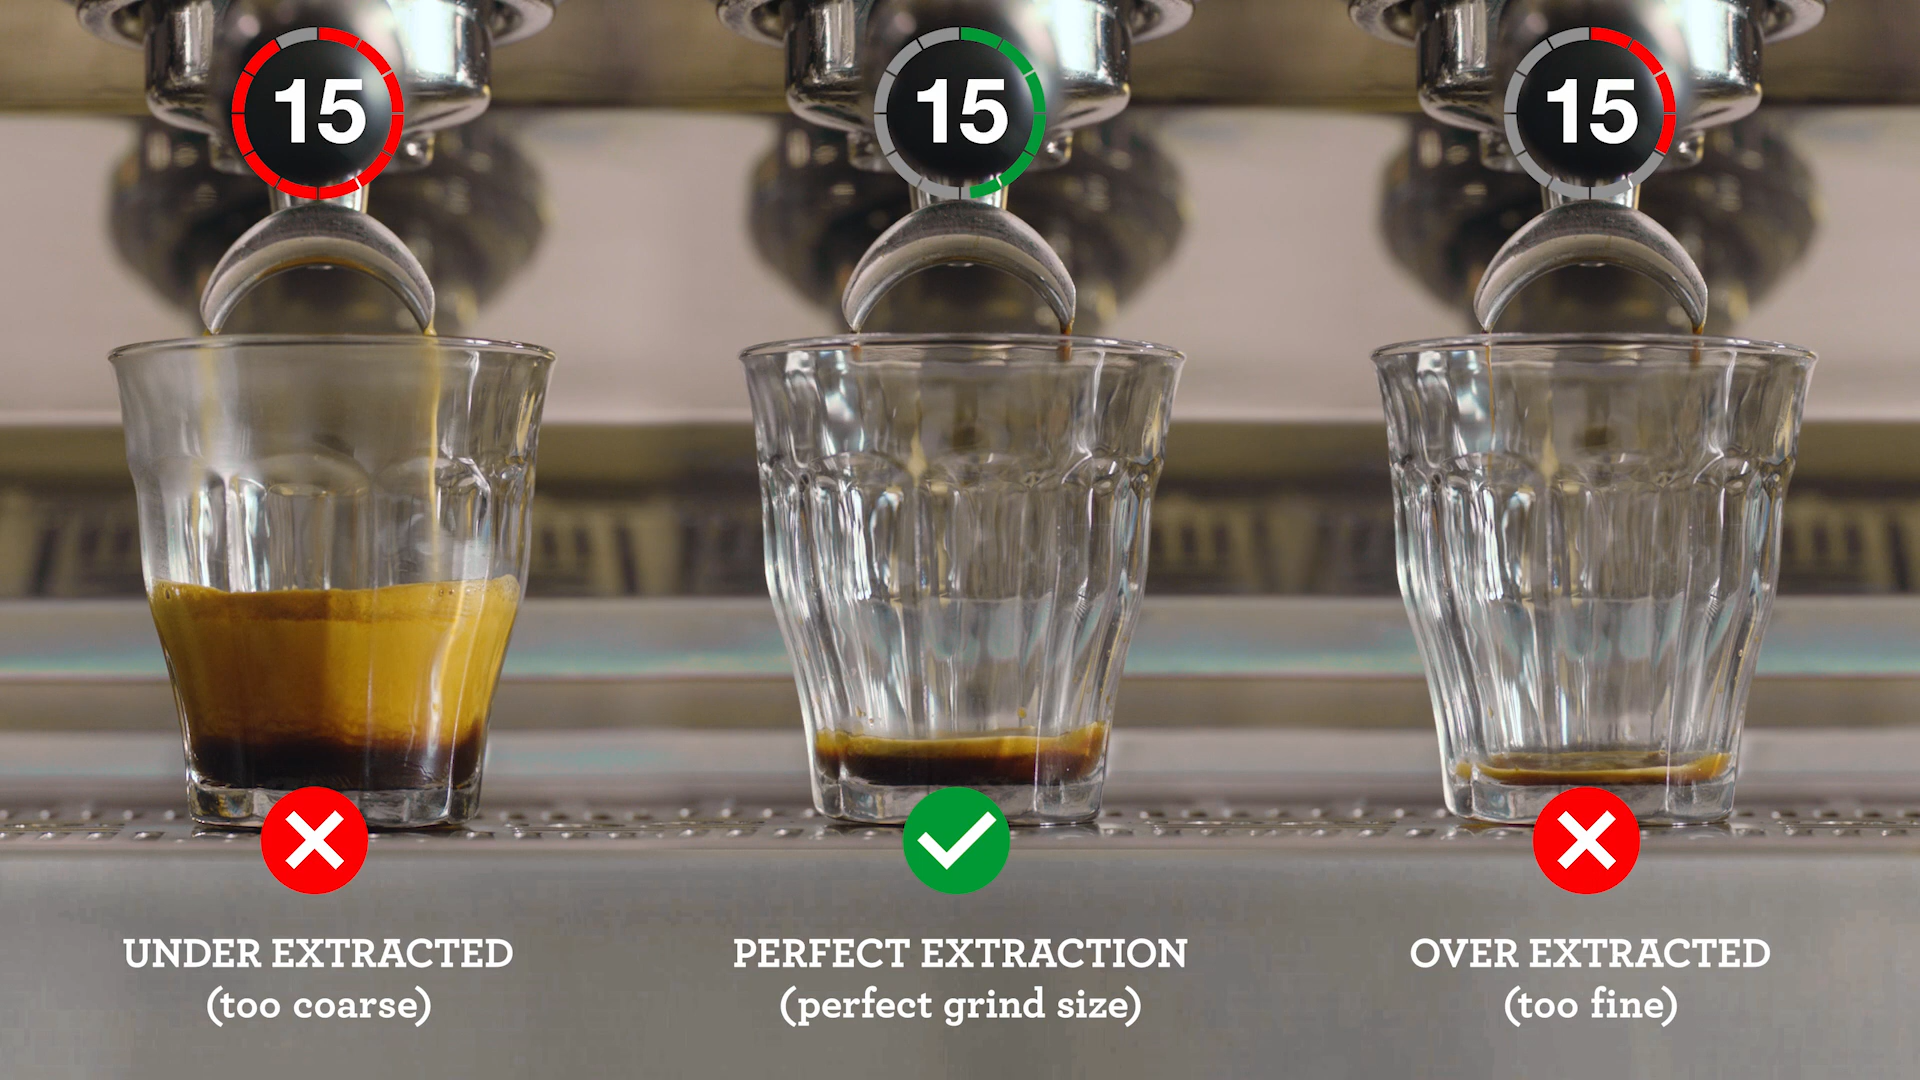 15
15
15
UNDER EXTRACTED
(too coarse)
PERFECT EXTRACTION
(perfect grind size)
OVER EXTRACTED
(too fine)